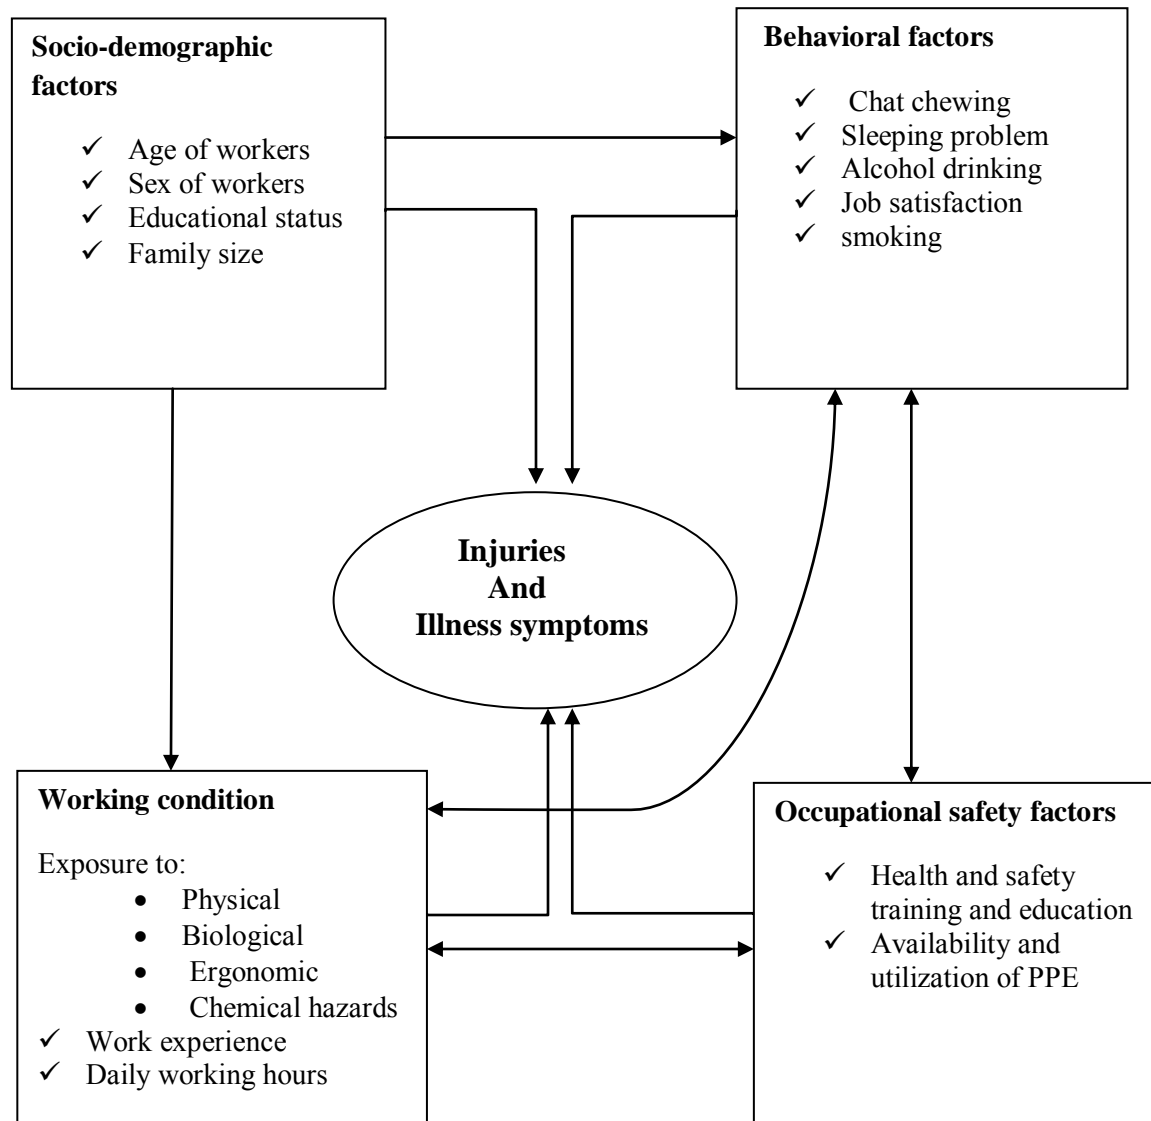 Socio-demographic
factors
✓ Age of workers
✓ Sex of workers
✓ Educational status
✓ Family size
Behavioral factors
✓ Chat chewing
✓ Sleeping problem
✓ Alcohol drinking
✓ Job satisfaction
✓ smoking
Injuries
And
Illness symptoms
Working condition
Exposure to:
• Physical
• Biological
• Ergonomic
• Chemical hazards
✓ Work experience
✓ Daily working hours
Occupational safety factors
✓ Health and safety
training and education
✓ Availability and
utilization of PPE